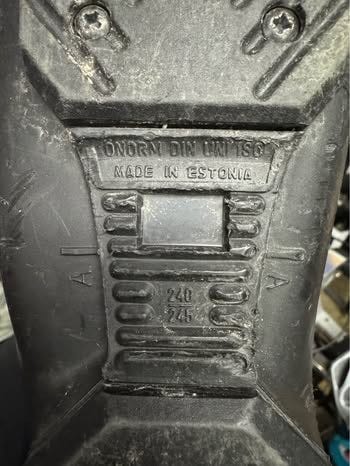 ÖNORM DIN UNI ISO
MADE IN ESTONIA
A A
240
245